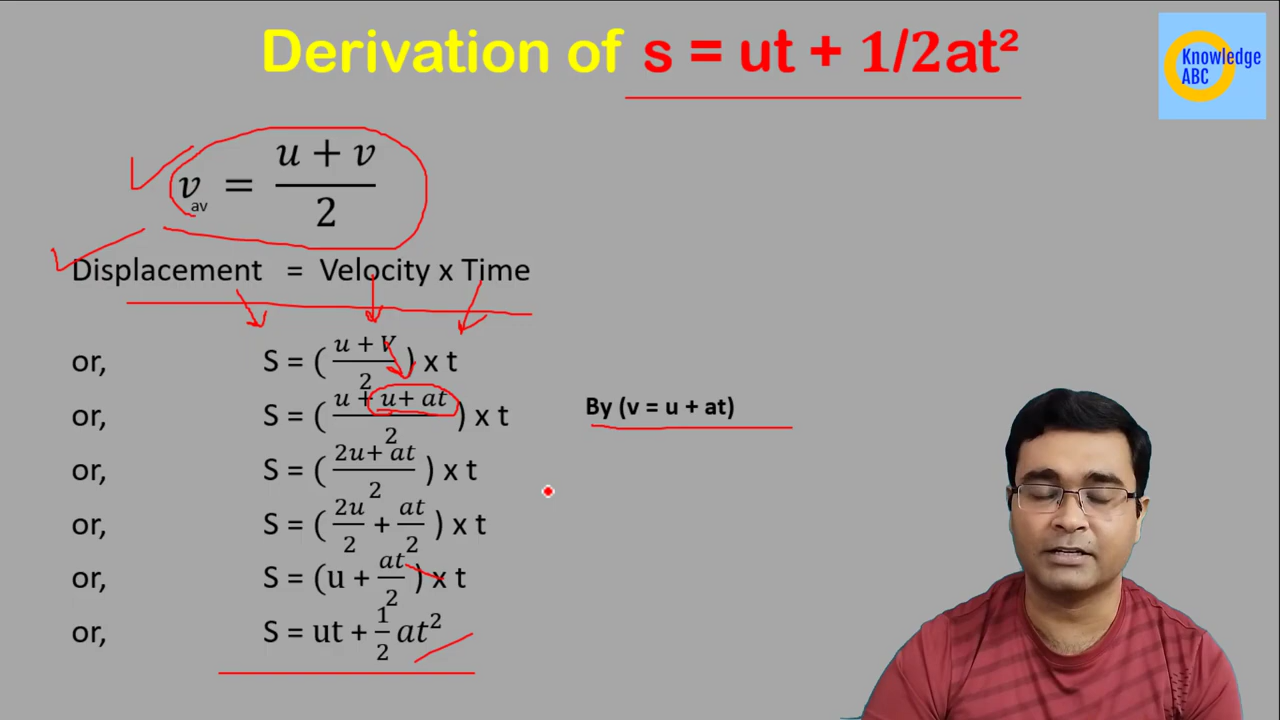 Derivation of s = ut + 1/2at²
Knowledge
ABC
v_av = (u + v)/2
Displacement = Velocity x Time
or, S = ( (u + V)/2 ) x t
or, S = ( (u + u+ at)/2 ) x t By (v = u + at)
or, S = ( (2u+ at)/2 ) x t
or, S = ( 2u/2 + at/2 ) x t
or, S = (u + at/2 ) x t
or, S = ut + 1/2 at²